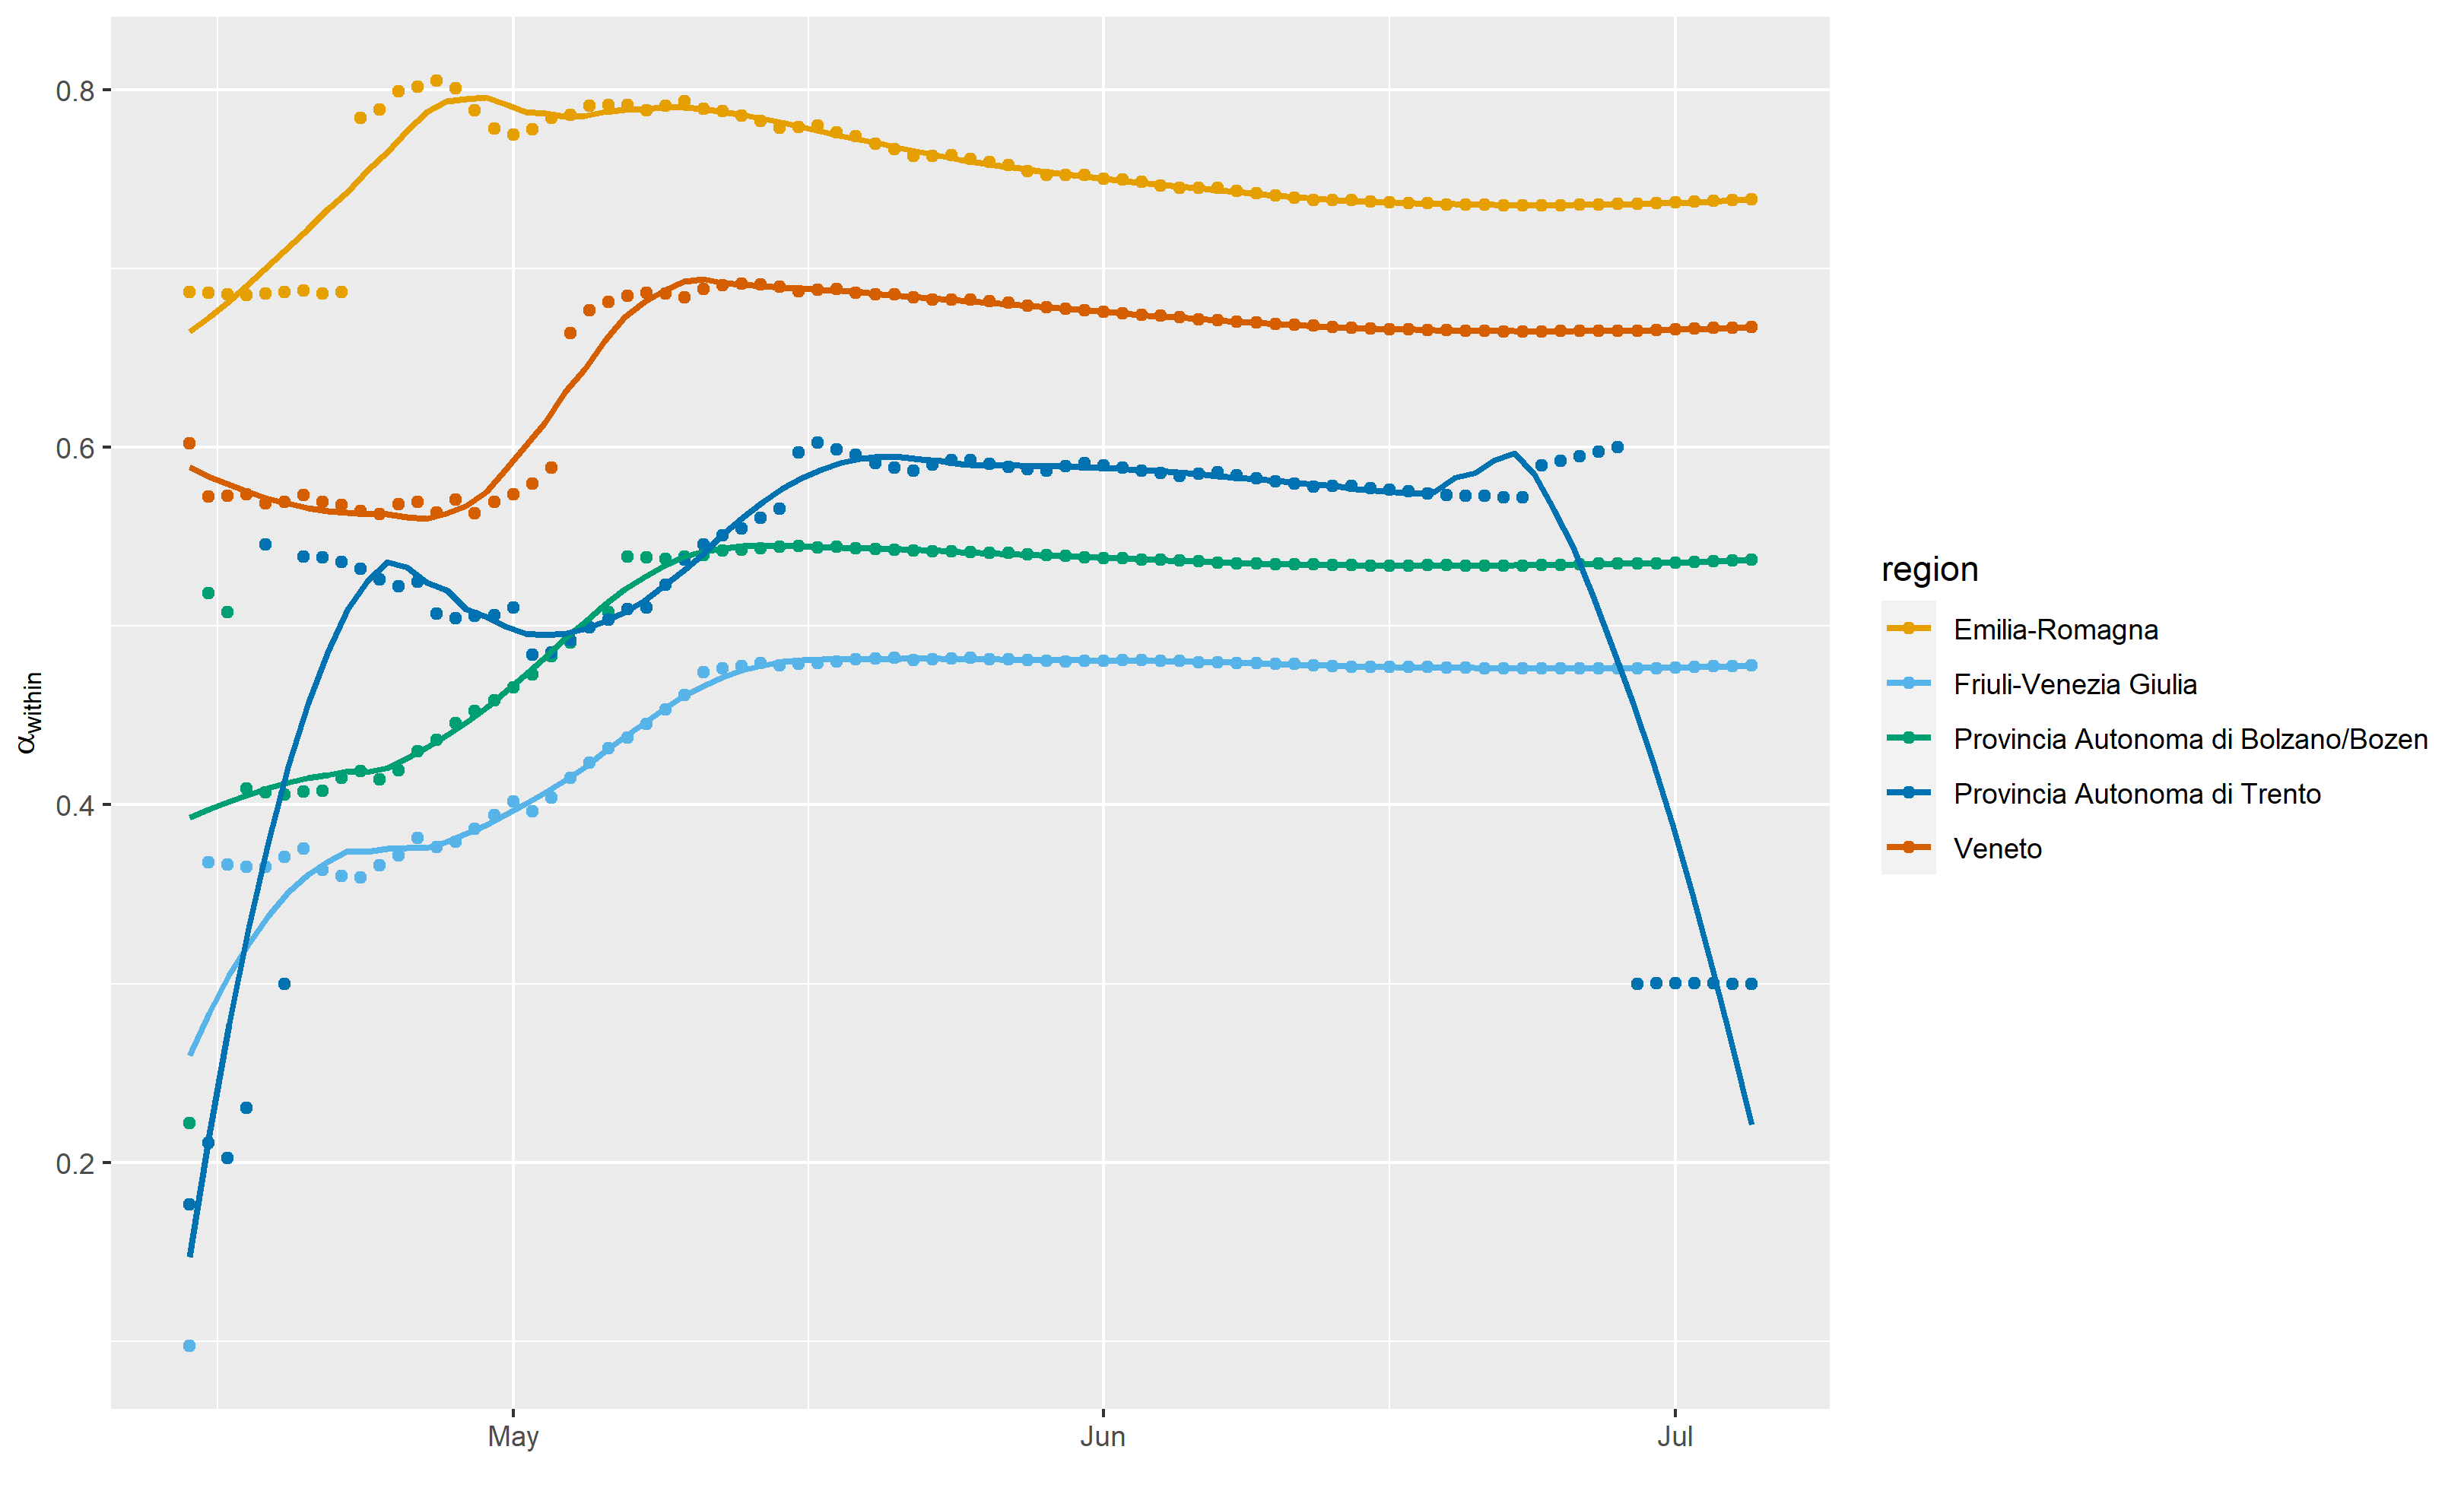 0.8
0.6
0.4
0.2
αwithin
May Jun Jul
region
Emilia-Romagna
Friuli-Venezia Giulia
Provincia Autonoma di Bolzano/Bozen
Provincia Autonoma di Trento
Veneto